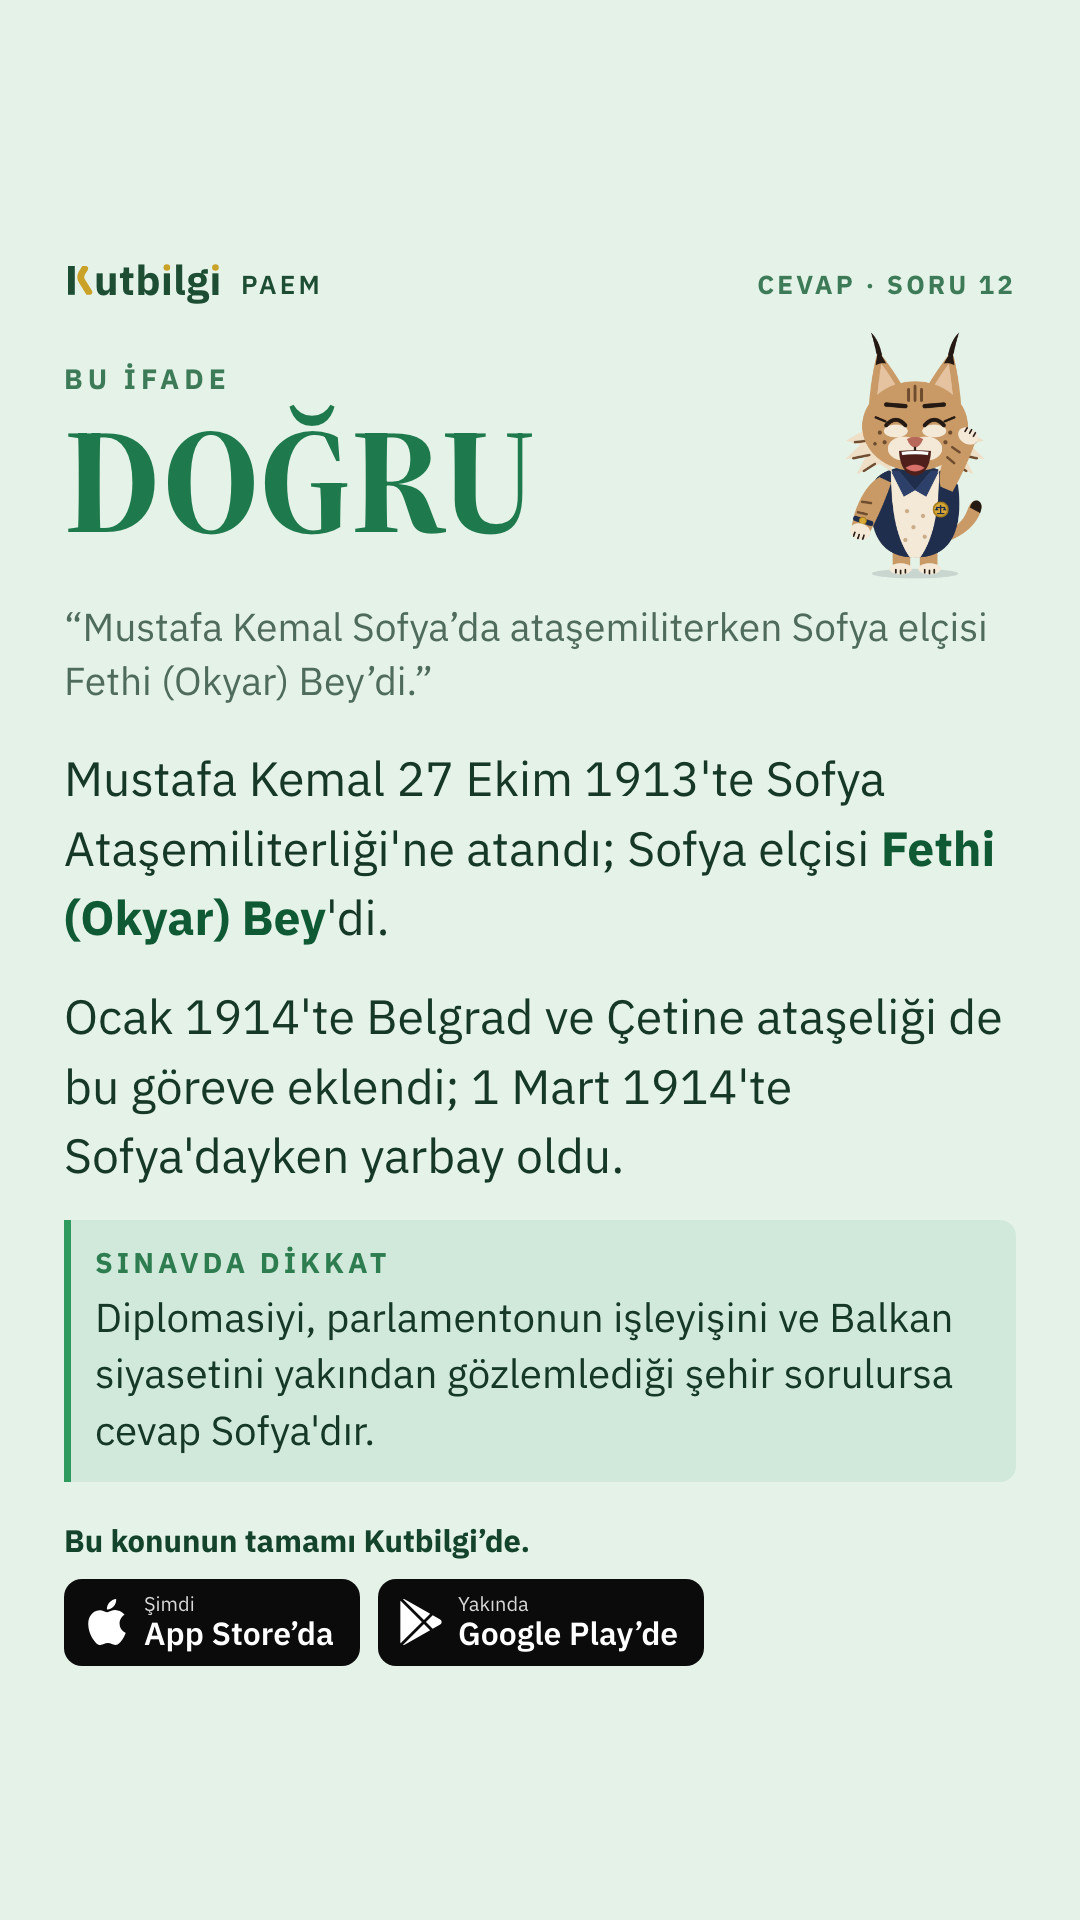 Kutbilgi PAEM
CEVAP · SORU 12
BU İFADE
DOĞRU
“Mustafa Kemal Sofya’da ataşemiliterken Sofya elçisi
Fethi (Okyar) Bey’di.”
Mustafa Kemal 27 Ekim 1913'te Sofya
Ataşemiliterliği'ne atandı; Sofya elçisi Fethi
(Okyar) Bey'di.
Ocak 1914'te Belgrad ve Çetine ataşeliği de
bu göreve eklendi; 1 Mart 1914'te
Sofya'dayken yarbay oldu.
SINAVDA DİKKAT
Diplomasiyi, parlamentonun işleyişini ve Balkan
siyasetini yakından gözlemlediği şehir sorulursa
cevap Sofya'dır.
Bu konunun tamamı Kutbilgi’de.
Şimdi
App Store’da
Yakında
Google Play’de